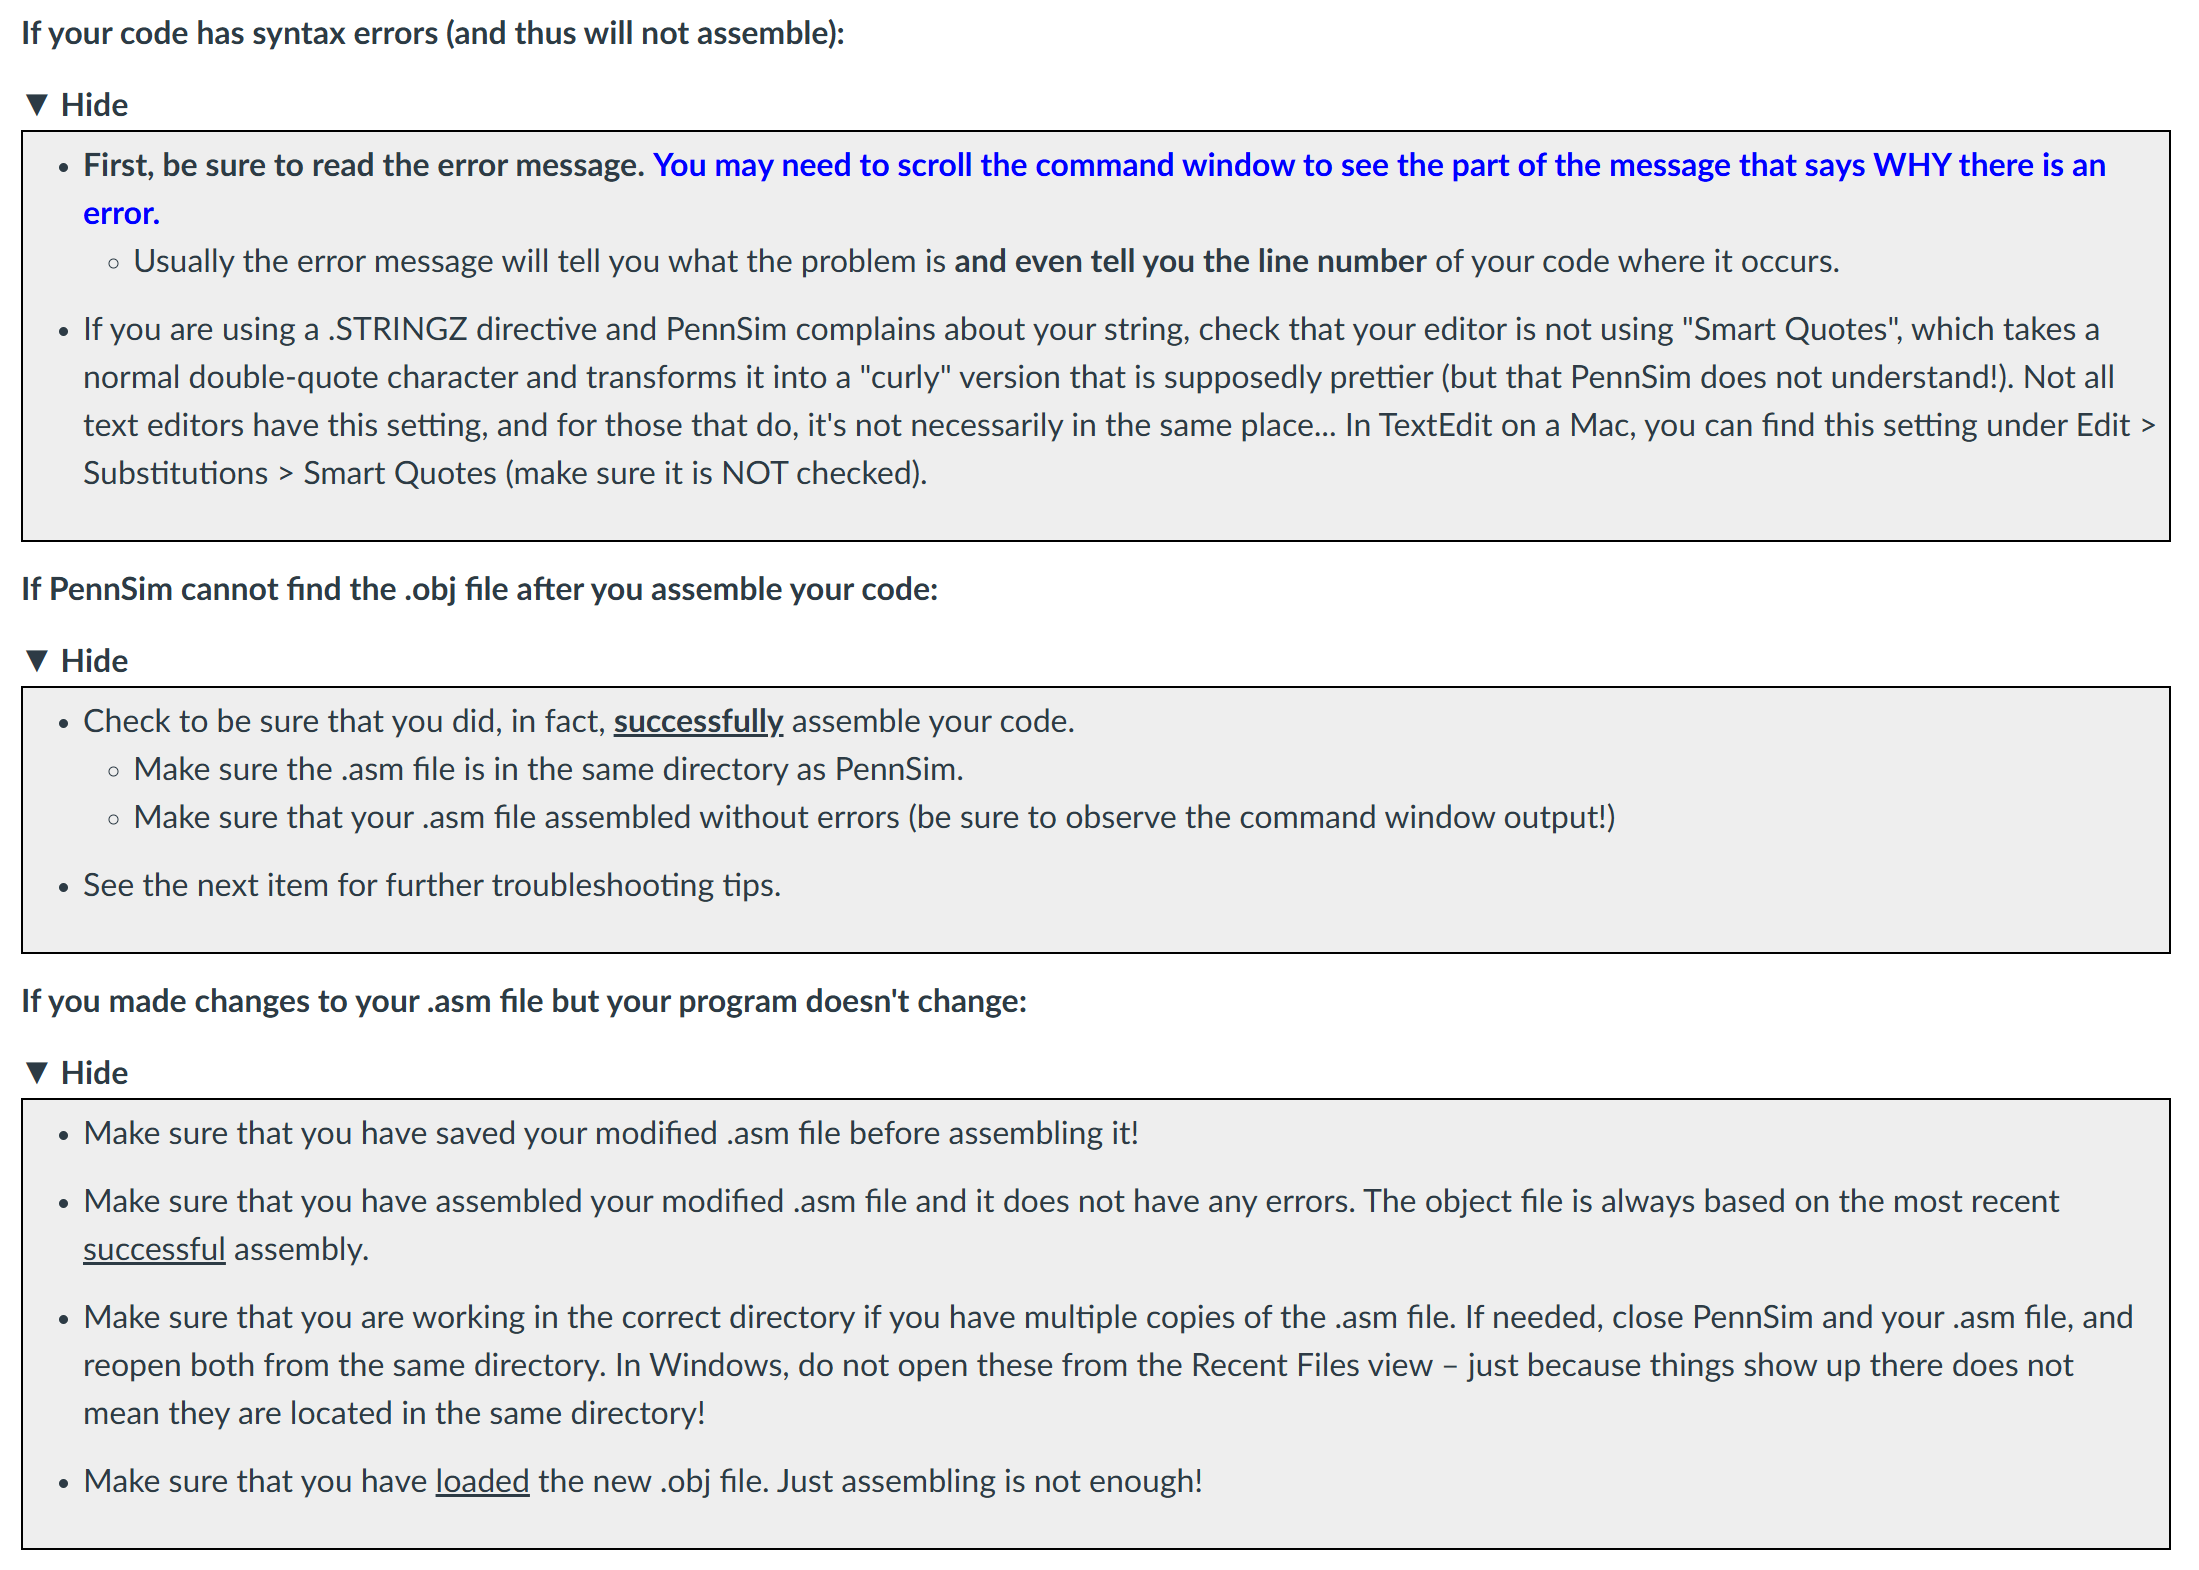 If your code has syntax errors (and thus will not assemble):
▼ Hide
• First, be sure to read the error message. You may need to scroll the command window to see the part of the message that says WHY there is an
error.
◦ Usually the error message will tell you what the problem is and even tell you the line number of your code where it occurs.
• If you are using a .STRINGZ directive and PennSim complains about your string, check that your editor is not using "Smart Quotes", which takes a
normal double-quote character and transforms it into a "curly" version that is supposedly prettier (but that PennSim does not understand!). Not all
text editors have this setting, and for those that do, it's not necessarily in the same place... In TextEdit on a Mac, you can find this setting under Edit >
Substitutions > Smart Quotes (make sure it is NOT checked).
If PennSim cannot find the .obj file after you assemble your code:
▼ Hide
• Check to be sure that you did, in fact, successfully assemble your code.
◦ Make sure the .asm file is in the same directory as PennSim.
◦ Make sure that your .asm file assembled without errors (be sure to observe the command window output!)
• See the next item for further troubleshooting tips.
If you made changes to your .asm file but your program doesn't change:
▼ Hide
• Make sure that you have saved your modified .asm file before assembling it!
• Make sure that you have assembled your modified .asm file and it does not have any errors. The object file is always based on the most recent
successful assembly.
• Make sure that you are working in the correct directory if you have multiple copies of the .asm file. If needed, close PennSim and your .asm file, and
reopen both from the same directory. In Windows, do not open these from the Recent Files view – just because things show up there does not
mean they are located in the same directory!
• Make sure that you have loaded the new .obj file. Just assembling is not enough!